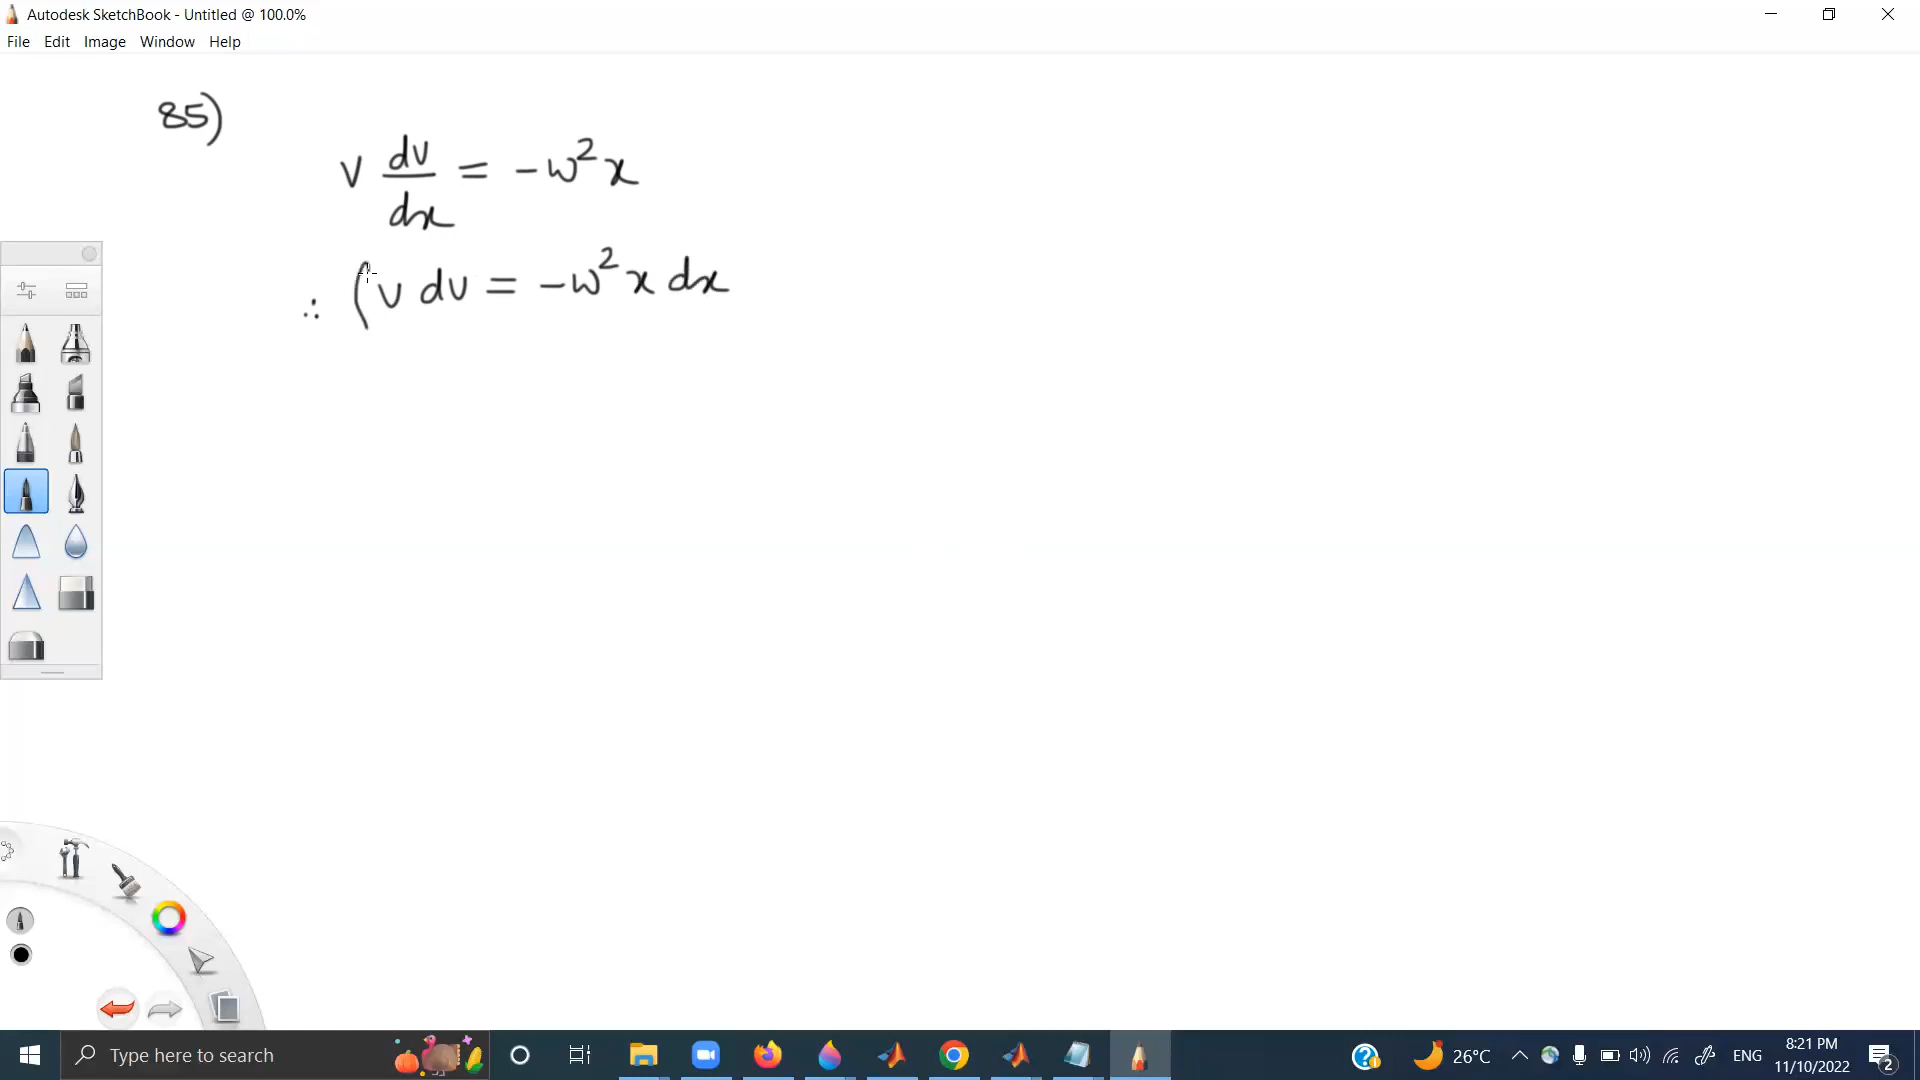 Autodesk SketchBook - Untitled @ 100.0%
File Edit Image Window Help
85)
v dv/dx = -w²x
∴ (v dv = -w²x dx
Type here to search
26°C
ENG
8:21 PM
11/10/2022
2